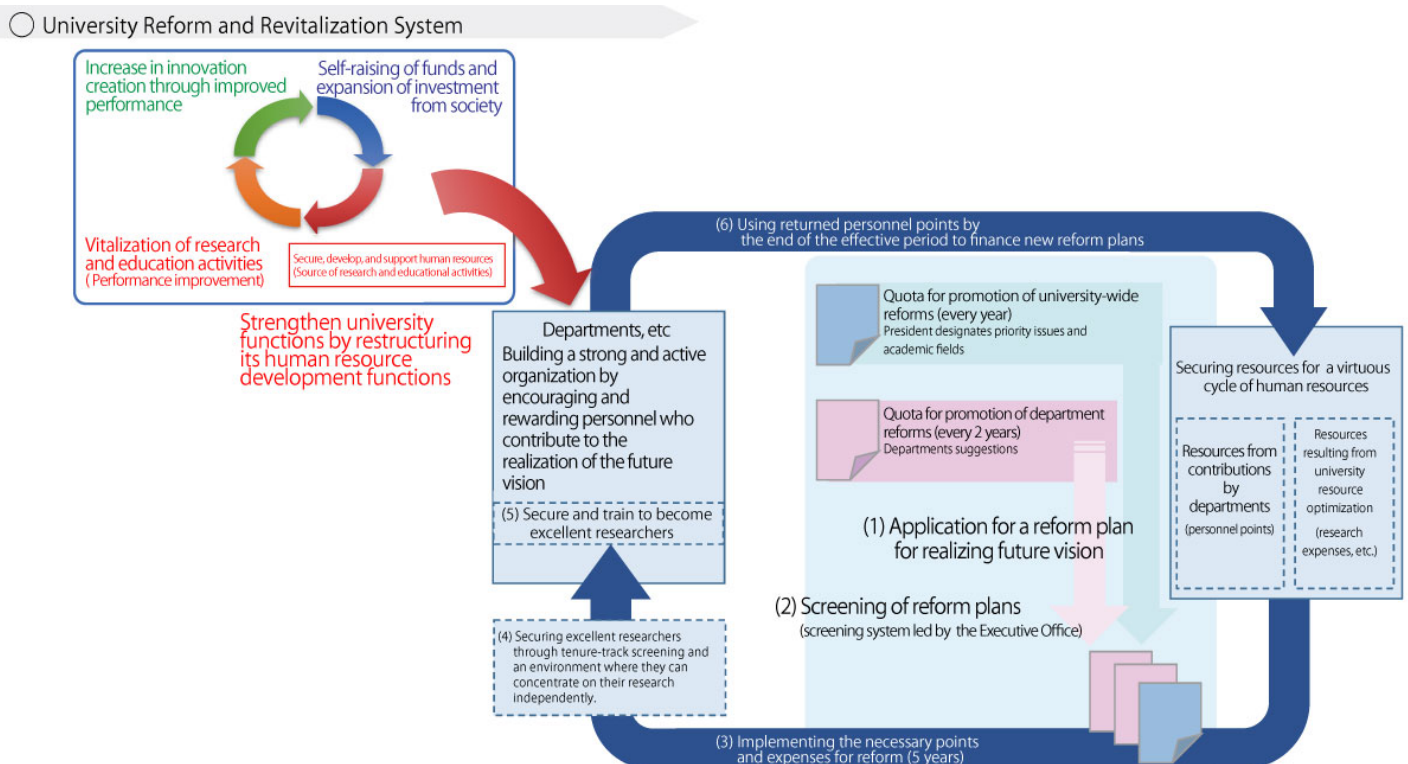 ○ University Reform and Revitalization System
Increase in innovation
creation through improved
performance
Self-raising of funds and
expansion of investment
from society
Vitalization of research
and education activities
( Performance improvement)
Secure, develop, and support human resources
(Source of research and educational activities)
Strengthen university
functions by restructuring
its human resource
development functions
Departments, etc
Building a strong and active
organization by
encouraging and
rewarding personnel who
contribute to the
realization of the future
vision
(5) Secure and train to become
excellent researchers
(4) Securing excellent researchers
through tenure-track screening and
an environment where they can
concentrate on their research
independently.
(6) Using returned personnel points by
the end of the effective period to finance new reform plans
Quota for promotion of university-wide
reforms (every year)
President designates priority issues and
academic fields
Quota for promotion of department
reforms (every 2 years)
Departments suggestions
(1) Application for a reform plan
for realizing future vision
(2) Screening of reform plans
(screening system led by the Executive Office)
(3) Implementing the necessary points
and expenses for reform (5 years)
Securing resources for a virtuous
cycle of human resources
Resources from
contributions
by
departments
(personnel points)
Resources
resulting from
university
resource
optimization
(research
expenses, etc.)